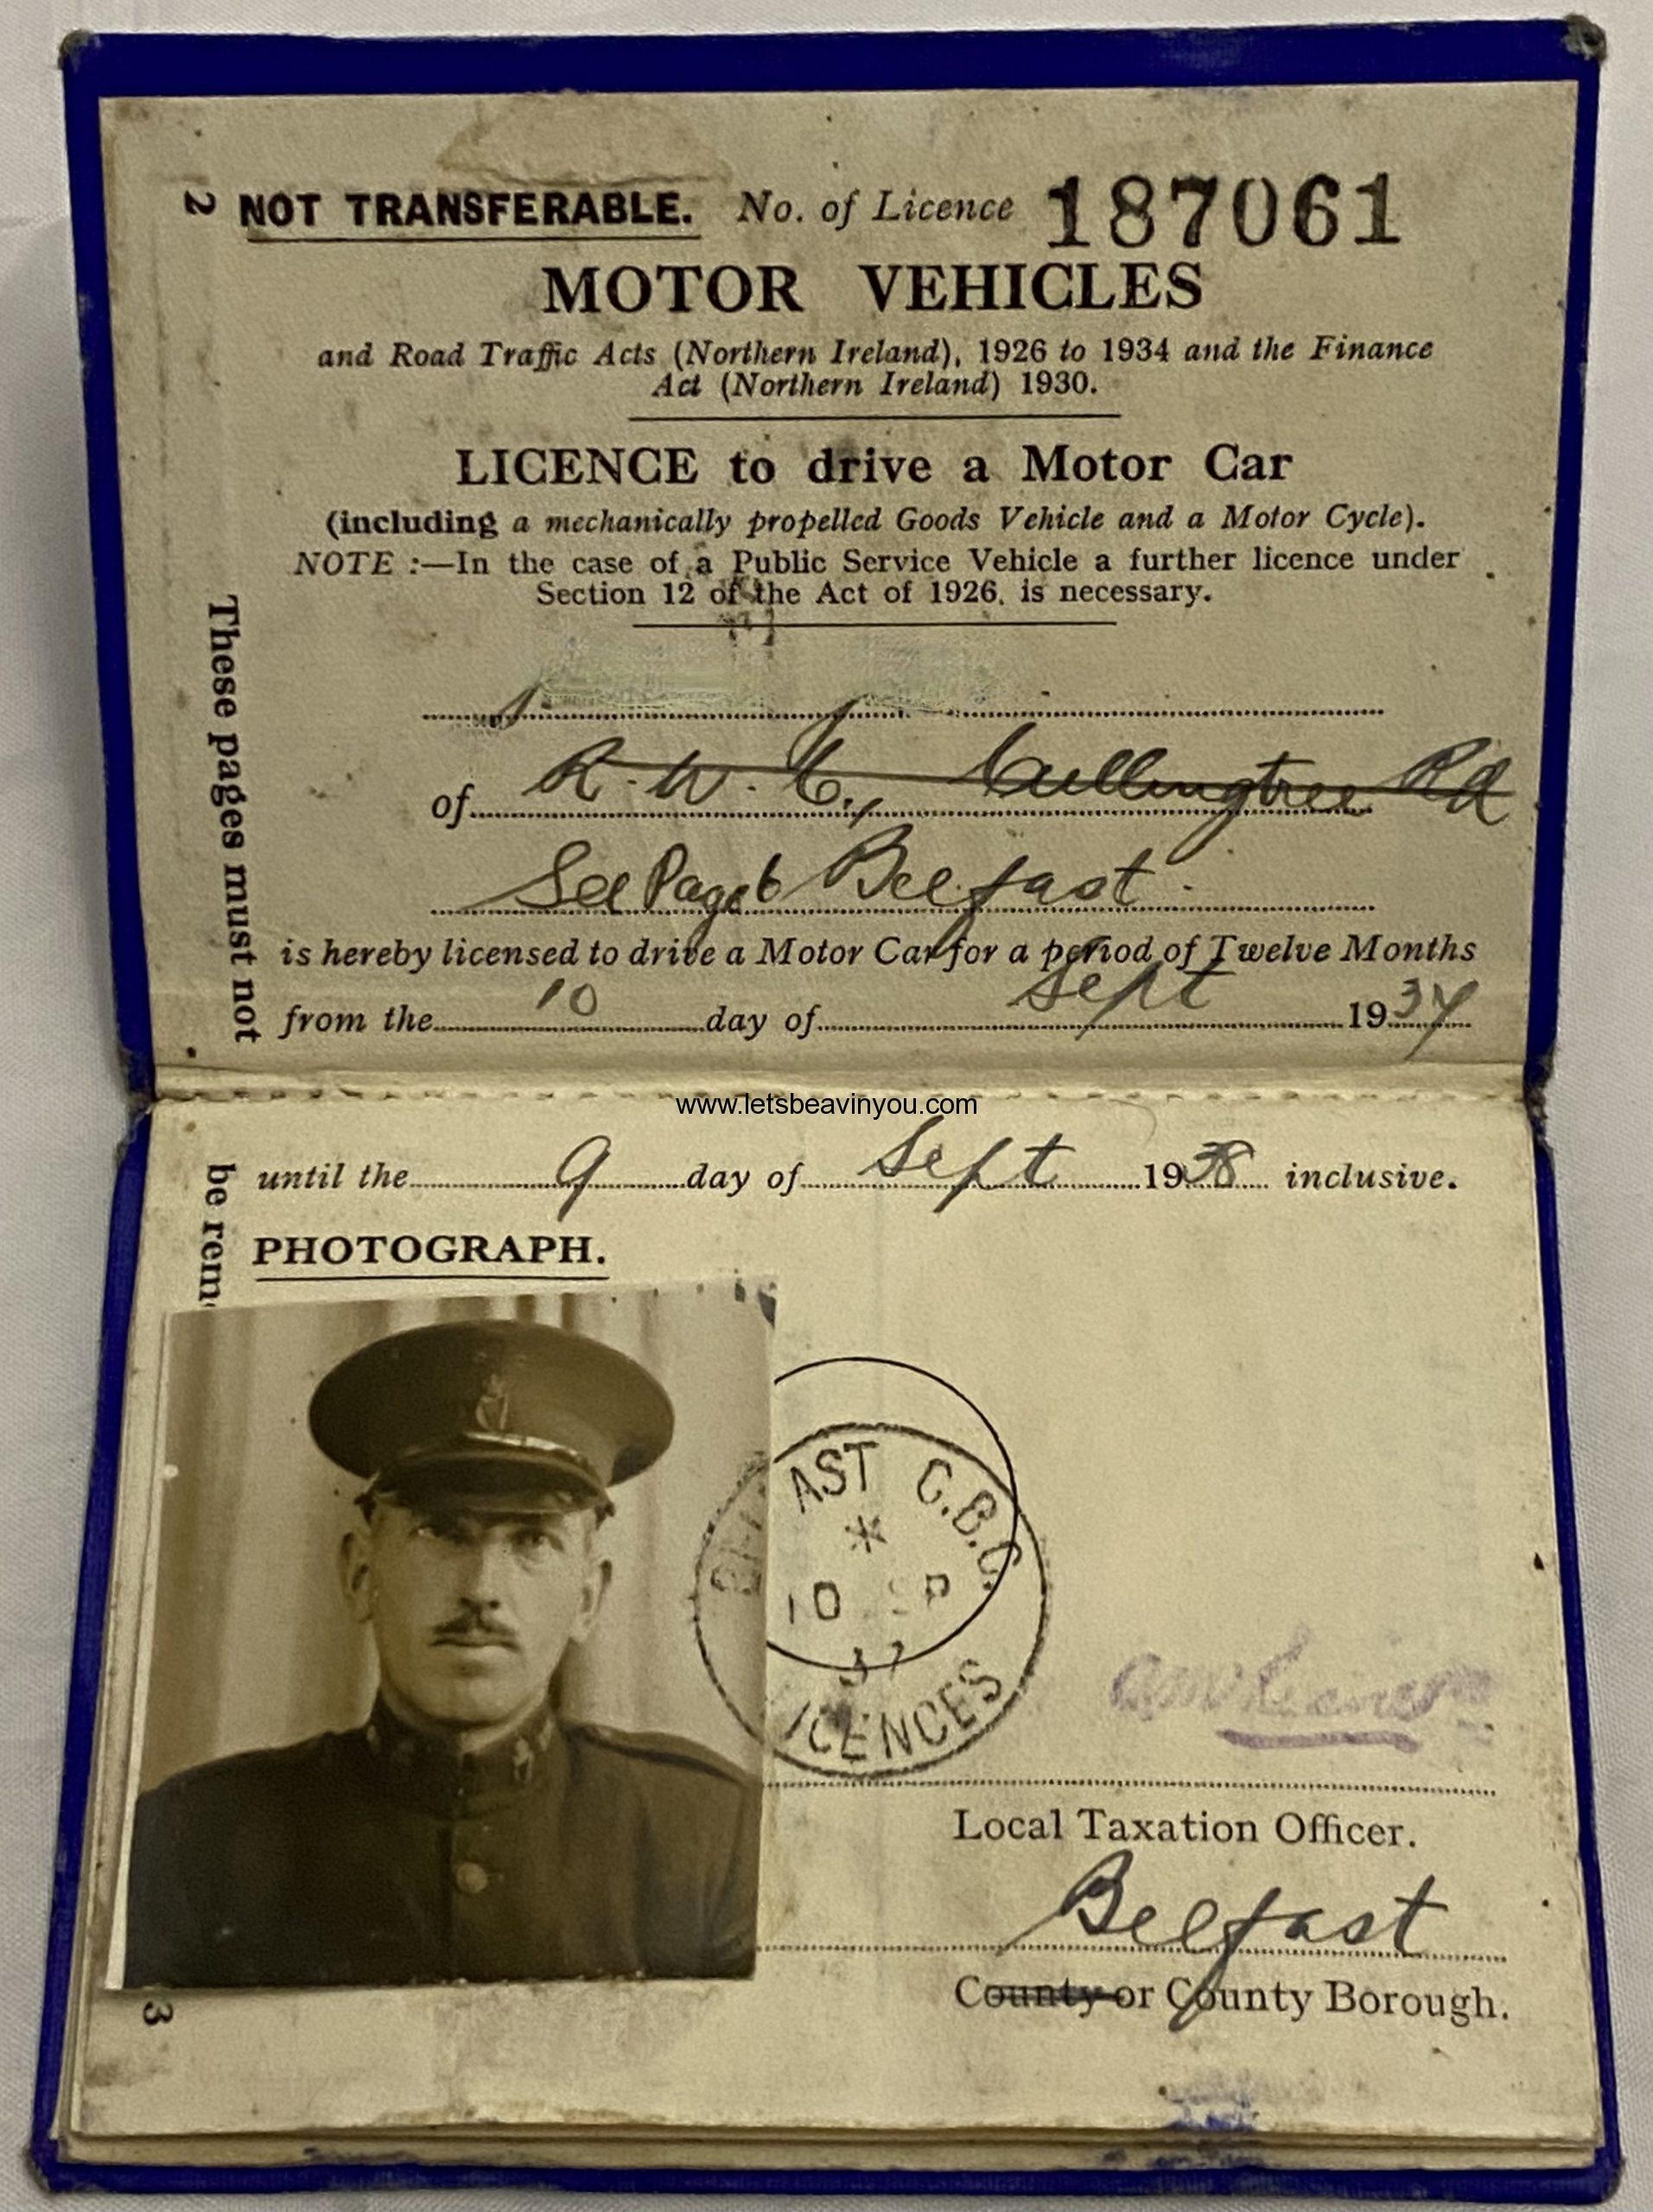 2 NOT TRANSFERABLE. No. of Licence 187061
MOTOR VEHICLES
and Road Traffic Acts (Northern Ireland), 1926 to 1934 and the Finance
Act (Northern Ireland) 1930.
LICENCE to drive a Motor Car
(including a mechanically propelled Goods Vehicle and a Motor Cycle).
NOTE :—In the case of a Public Service Vehicle a further licence under
Section 12 of the Act of 1926, is necessary.
of R.W.C., Cullingtree Rd
See Page 6 Belfast.
is hereby licensed to drive a Motor Car for a period of Twelve Months
from the 10 day of Sept 1937
These pages must not
www.letsbeavinyou.com
until the 9 day of Sept 1938 inclusive.
be rem
PHOTOGRAPH.
AST C.B.C.
10 37
ICENCES
Local Taxation Officer.
Belfast
County or County Borough.
3